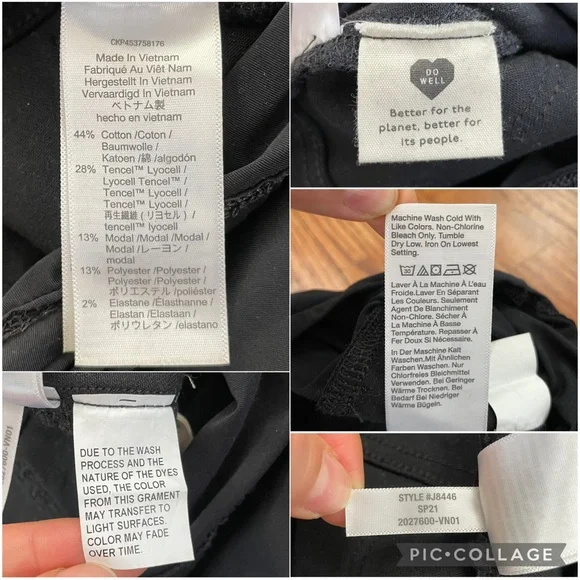 CKP453758176
Made In Vietnam
Fabriqué Au Viêt Nam
Hergestellt In Vietnam
Vervaardigd In Vietnam
ベトナム製
hecho en vietnam
44% Cotton /Coton /
Baumwolle /
Katoen /綿 /algodón
28% Tencel™ Lyocell /
Lyocell Tencel™ /
Tencel™ Lyocell /
Tencel™ Lyocell /
再生繊維 (リヨセル) /
tencel™ lyocell
13% Modal /Modal /Modal /
Modal /レーヨン /
modal
13% Polyester /Polyester /
Polyester /Polyester /
ポリエステル /poliéster
2% Elastane /Élasthanne /
Elastan /Elastaan /
ポリウレタン /elastano
DO
WELL
Better for the
planet, better for
its people.
Machine Wash Cold With
Like Colors. Non-Chlorine
Bleach Only. Tumble
Dry Low. Iron On Lowest
Setting.
Laver À La Machine À L'eau
Froide.Laver En Séparant
Les Couleurs. Seulement
Agent De Blanchiment
Non-Chlore. Sécher À
La Machine À Basse
Température. Repasser À
Fer Doux Si Nécessaire.
In Der Maschine Kalt
Waschen.Mit Ähnlichen
Farben Waschen. Nur
Chlorfreies Bleichmittel
Verwenden. Bei Geringer
Wärme Trocknen. Bei
Bedarf Bei Niedriger
Wärme Bügeln.
DUE TO THE WASH
PROCESS AND THE
NATURE OF THE DYES
USED, THE COLOR
FROM THIS GRAMENT
MAY TRANSFER TO
LIGHT SURFACES.
COLOR MAY FADE
OVER TIME.
STYLE #J8446
SP21
2027600-VN01
PIC•COLLAGE